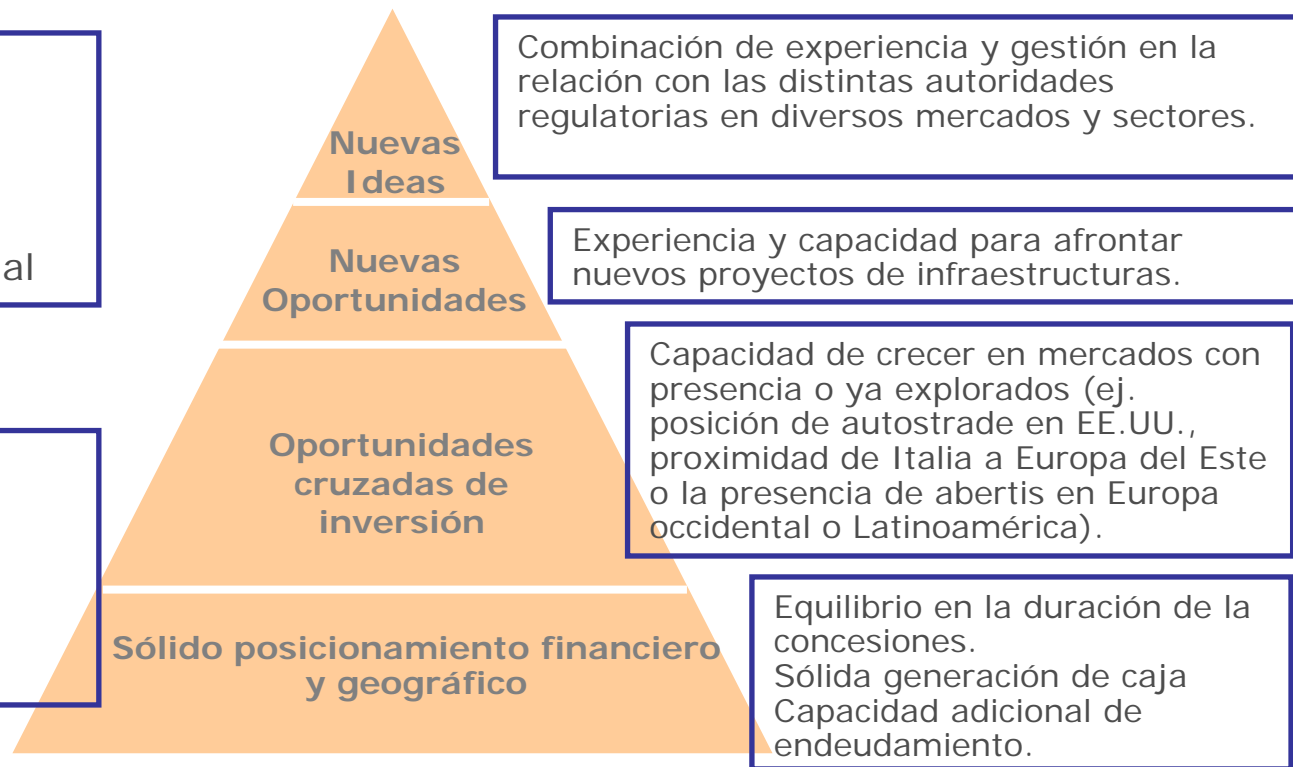 al
Nuevas
Ideas
Combinación de experiencia y gestión en la
relación con las distintas autoridades
regulatorias en diversos mercados y sectores.
Nuevas
Oportunidades
Experiencia y capacidad para afrontar
nuevos proyectos de infraestructuras.
Oportunidades
cruzadas de
inversión
Capacidad de crecer en mercados con
presencia o ya explorados (ej.
posición de autostrade en EE.UU.,
proximidad de Italia a Europa del Este
o la presencia de abertis en Europa
occidental o Latinoamérica).
Sólido posicionamiento financiero
y geográfico
Equilibrio en la duración de la
concesiones.
Sólida generación de caja
Capacidad adicional de
endeudamiento.